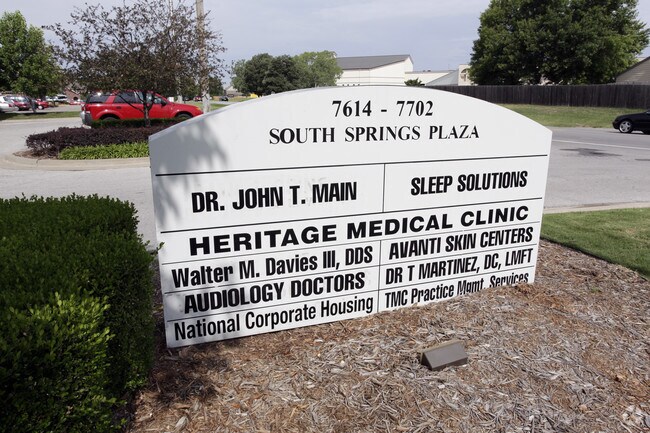 7614 - 7702
SOUTH SPRINGS PLAZA
DR. JOHN T. MAIN
SLEEP SOLUTIONS
HERITAGE MEDICAL CLINIC
Walter M. Davies III, DDS
AVANTI SKIN CENTERS
AUDIOLOGY DOCTORS
DR T MARTINEZ, DC, LMFT
National Corporate Housing
TMC Practice Mgmt. Services